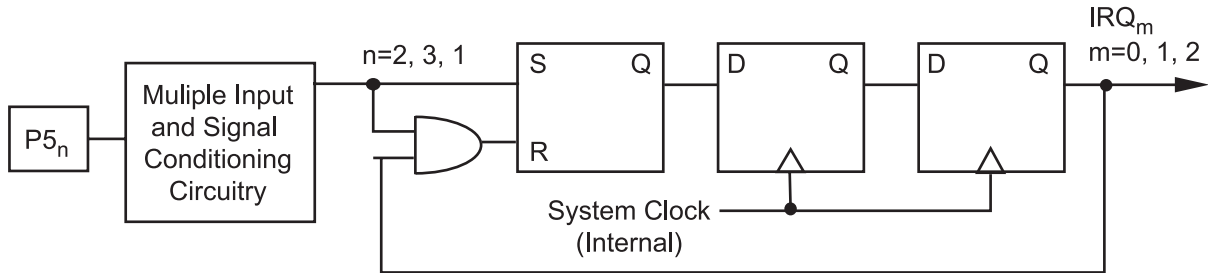 IRQm
n=2, 3, 1
m=0, 1, 2
S
Q
D
Q
D
Q
Muliple Input
and Signal
Conditioning
Circuitry
P5n
R
System Clock
(Internal)